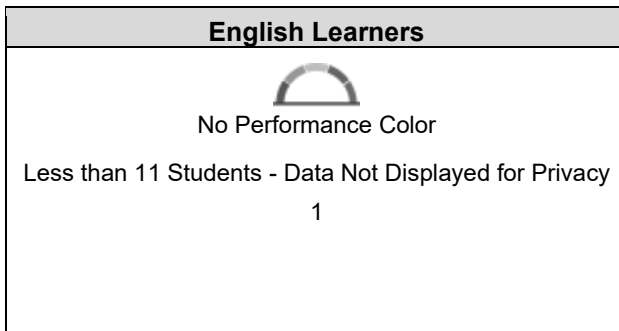 English Learners
No Performance Color
Less than 11 Students - Data Not Displayed for Privacy
1